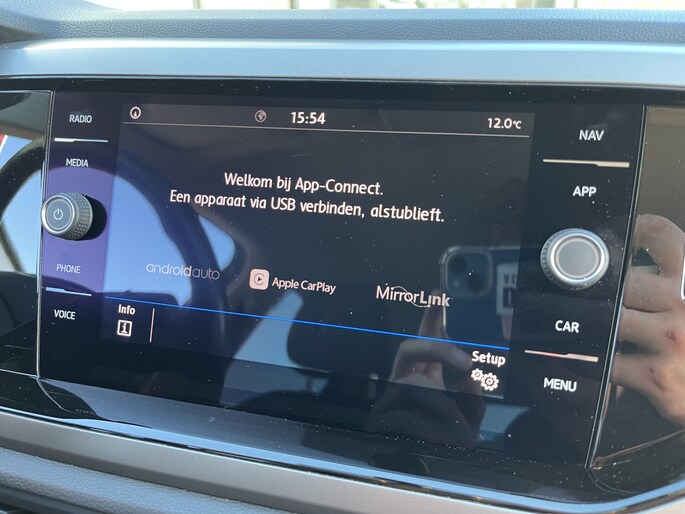 RADIO
MEDIA
PHONE
VOICE
15:54
12.0°C
Welkom bij App-Connect.
Een apparaat via USB verbinden, alstublieft.
androidauto
Apple CarPlay
MirrorLink
Info
Setup
NAV
APP
CAR
MENU